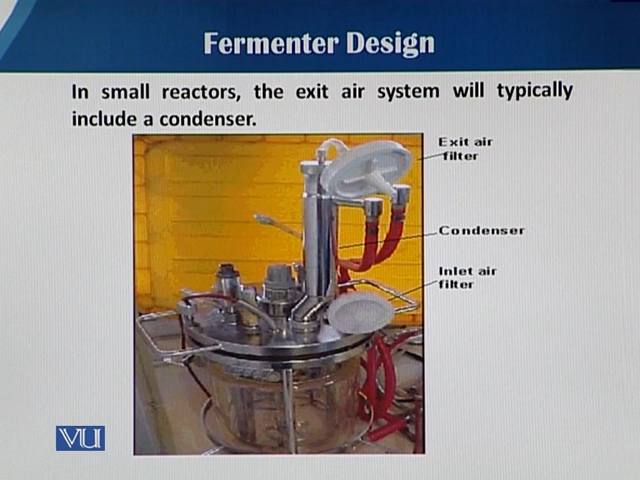 Fermenter Design
In small reactors, the exit air system will typically
include a condenser.
Exit air
filter
Condenser
Inlet air
filter
VU